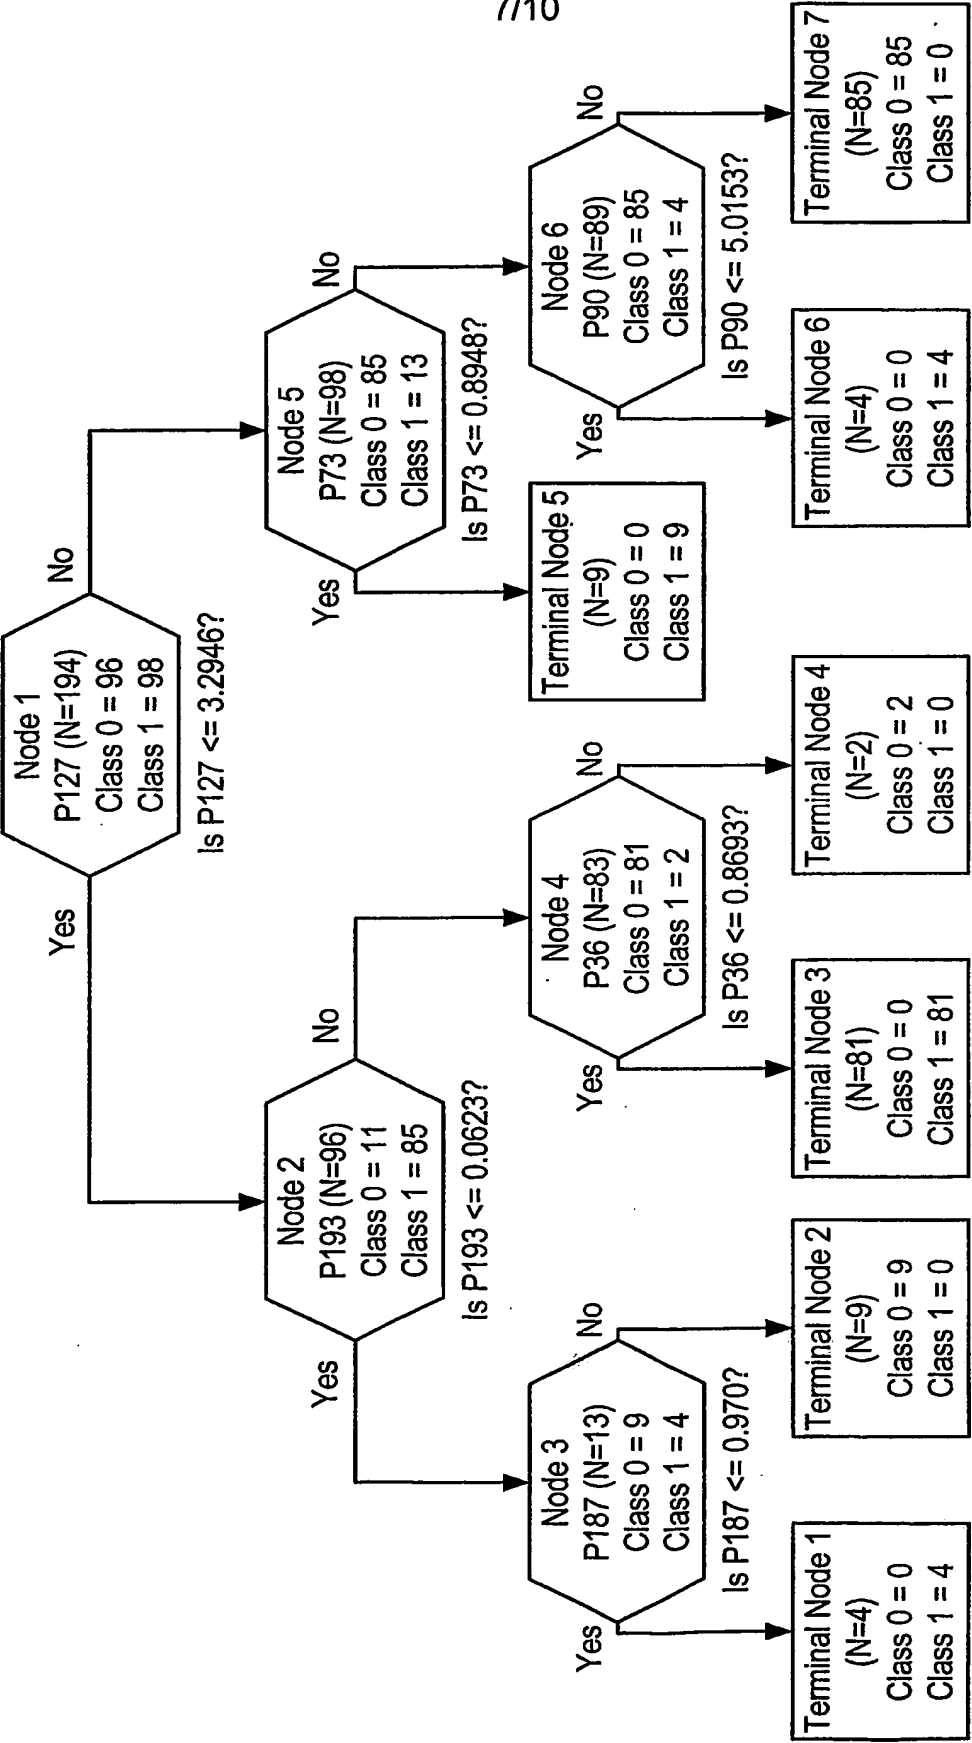 7/10
Node 1
P127 (N=194)
Class 0 = 96
Class 1 = 98
Is P127 <= 3.2946?
Yes
No
Node 2
P193 (N=96)
Class 0 = 11
Class 1 = 85
Is P193 <= 0.0623?
Yes
No
Node 5
P73 (N=98)
Class 0 = 85
Class 1 = 13
Is P73 <= 0.8948?
Yes
No
Node 3
P187 (N=13)
Class 0 = 9
Class 1 = 4
Is P187 <= 0.970?
Yes
No
Node 4
P36 (N=83)
Class 0 = 81
Class 1 = 2
Is P36 <= 0.8693?
Yes
No
Terminal Node 5
(N=9)
Class 0 = 0
Class 1 = 9
Node 6
P90 (N=89)
Class 0 = 85
Class 1 = 4
Is P90 <= 5.0153?
Yes
No
Terminal Node 1
(N=4)
Class 0 = 0
Class 1 = 4
Terminal Node 2
(N=9)
Class 0 = 9
Class 1 = 0
Terminal Node 3
(N=81)
Class 0 = 0
Class 1 = 81
Terminal Node 4
(N=2)
Class 0 = 2
Class 1 = 0
Terminal Node 6
(N=4)
Class 0 = 0
Class 1 = 4
Terminal Node 7
(N=85)
Class 0 = 85
Class 1 = 0